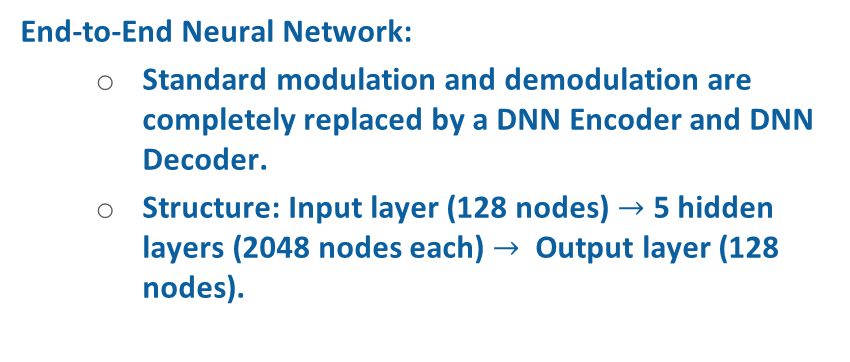 End-to-End Neural Network:
○ Standard modulation and demodulation are
completely replaced by a DNN Encoder and DNN
Decoder.
○ Structure: Input layer (128 nodes) → 5 hidden
layers (2048 nodes each) → Output layer (128
nodes).